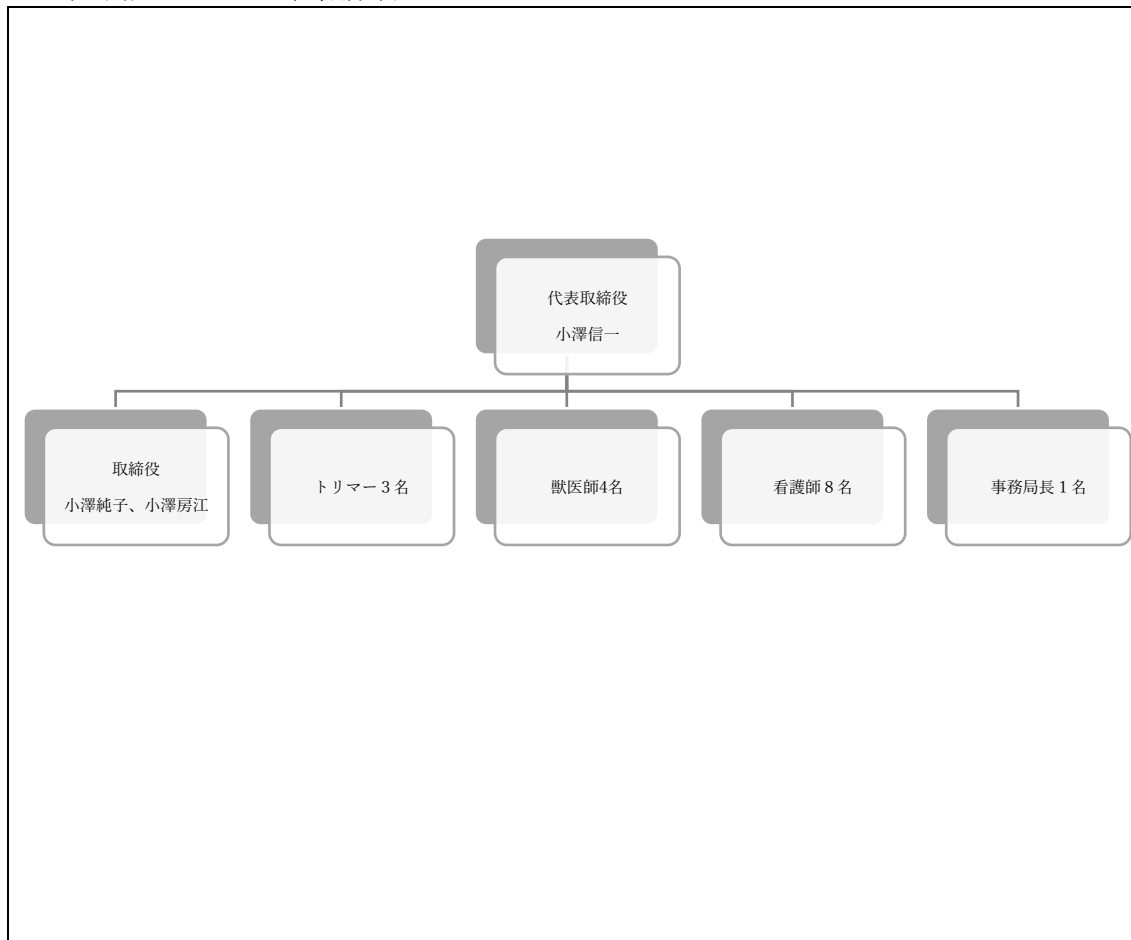 代表取締役
小澤信一
取締役
小澤純子、小澤房江
トリマー３名
獣医師4名
看護師８名
事務局長１名